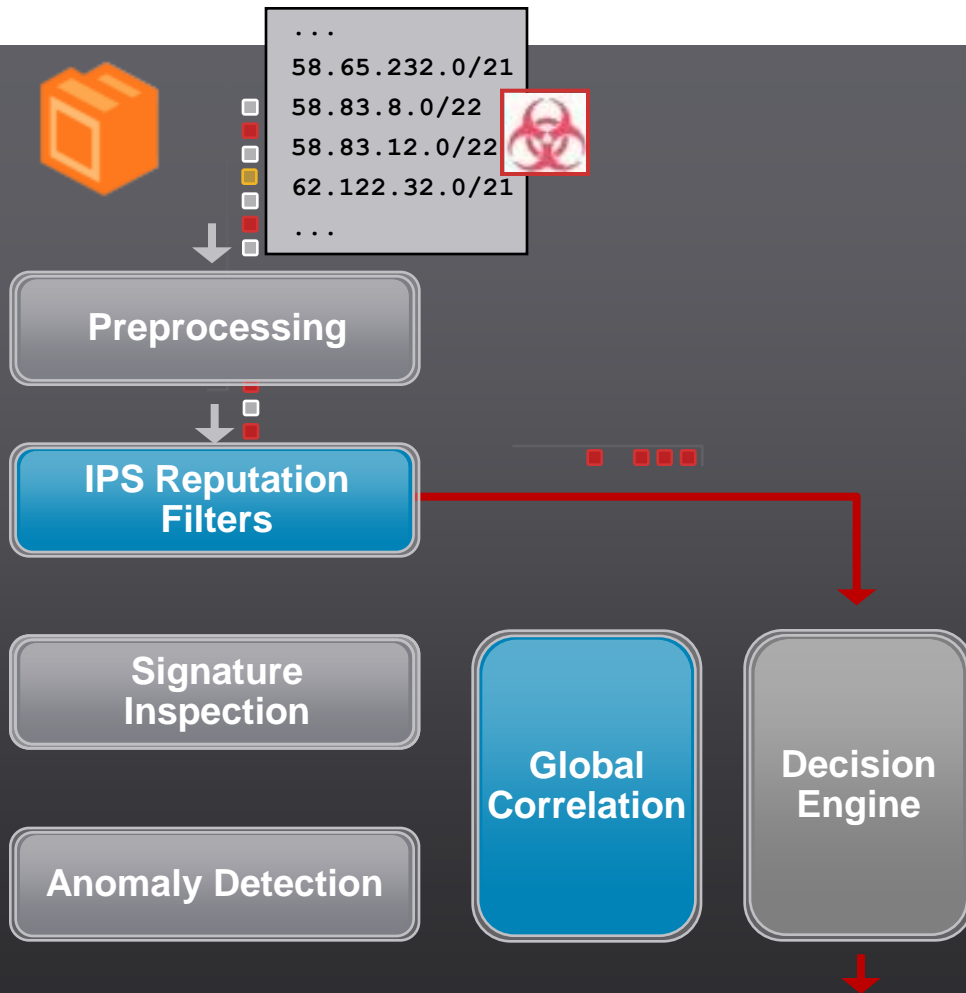 ...
58.65.232.0/21
58.83.8.0/22
58.83.12.0/22
62.122.32.0/21
...
Preprocessing
IPS Reputation
Filters
Signature
Inspection
Global
Correlation
Decision
Engine
Anomaly Detection